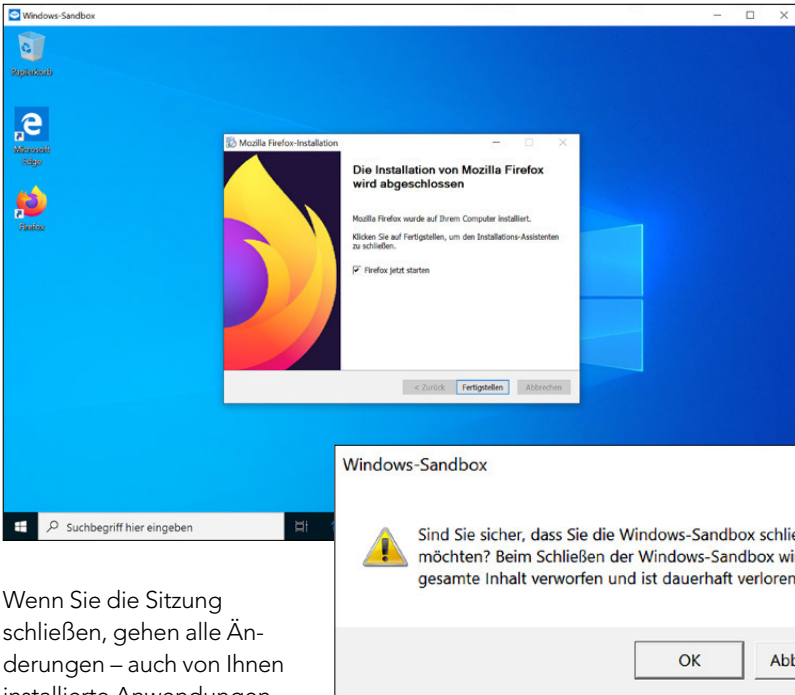 Windows-Sandbox
Papierkorb
Microsoft
Edge
Firefox
Mozilla Firefox-Installation
Die Installation von Mozilla Firefox
wird abgeschlossen
Mozilla Firefox wurde auf Ihrem Computer installiert.
Klicken Sie auf Fertigstellen, um den Installations-Assistenten
zu schließen.
Firefox jetzt starten
< Zurück Fertigstellen Abbrechen
Suchbegriff hier eingeben
Windows-Sandbox
Sind Sie sicher, dass Sie die Windows-Sandbox schlie
möchten? Beim Schließen der Windows-Sandbox wi
gesamte Inhalt verworfen und ist dauerhaft verloren
OK Abb
Wenn Sie die Sitzung
schließen, gehen alle Än-
derungen – auch von Ihnen
installierte Anwendungen